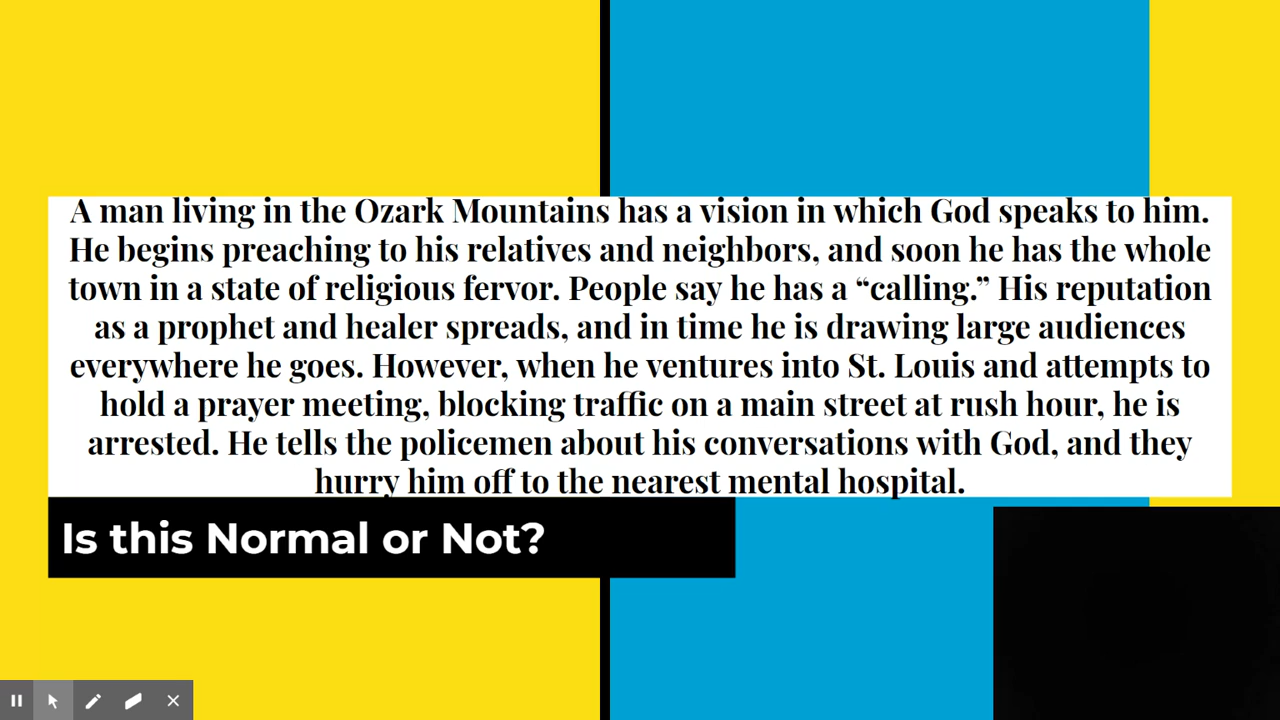 A man living in the Ozark Mountains has a vision in which God speaks to him.
He begins preaching to his relatives and neighbors, and soon he has the whole
town in a state of religious fervor. People say he has a “calling.” His reputation
as a prophet and healer spreads, and in time he is drawing large audiences
everywhere he goes. However, when he ventures into St. Louis and attempts to
hold a prayer meeting, blocking traffic on a main street at rush hour, he is
arrested. He tells the policemen about his conversations with God, and they
hurry him off to the nearest mental hospital.
Is this Normal or Not?